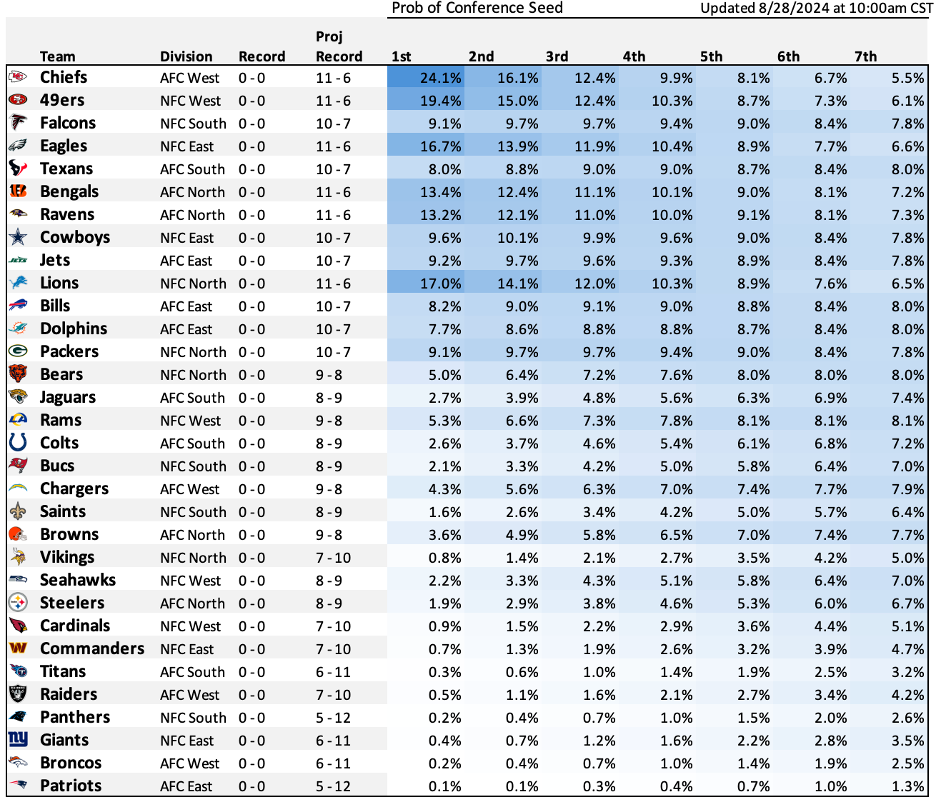 Prob of Conference Seed Updated 8/28/2024 at 10:00am CST
Proj
Team Division Record Record 1st 2nd 3rd 4th 5th 6th 7th
Chiefs AFC West 0 - 0 11 - 6 24.1% 16.1% 12.4% 9.9% 8.1% 6.7% 5.5%
49ers NFC West 0 - 0 11 - 6 19.4% 15.0% 12.4% 10.3% 8.7% 7.3% 6.1%
Falcons NFC South 0 - 0 10 - 7 9.1% 9.7% 9.7% 9.4% 9.0% 8.4% 7.8%
Eagles NFC East 0 - 0 11 - 6 16.7% 13.9% 11.9% 10.4% 8.9% 7.7% 6.6%
Texans AFC South 0 - 0 10 - 7 8.0% 8.8% 9.0% 9.0% 8.7% 8.4% 8.0%
Bengals AFC North 0 - 0 11 - 6 13.4% 12.4% 11.1% 10.1% 9.0% 8.1% 7.2%
Ravens AFC North 0 - 0 11 - 6 13.2% 12.1% 11.0% 10.0% 9.1% 8.1% 7.3%
Cowboys NFC East 0 - 0 10 - 7 9.6% 10.1% 9.9% 9.6% 9.0% 8.4% 7.8%
JETS Jets AFC East 0 - 0 10 - 7 9.2% 9.7% 9.6% 9.3% 8.9% 8.4% 7.8%
Lions NFC North 0 - 0 11 - 6 17.0% 14.1% 12.0% 10.3% 8.9% 7.6% 6.5%
Bills AFC East 0 - 0 10 - 7 8.2% 9.0% 9.1% 9.0% 8.8% 8.4% 8.0%
Dolphins AFC East 0 - 0 10 - 7 7.7% 8.6% 8.8% 8.8% 8.7% 8.4% 8.0%
Packers NFC North 0 - 0 10 - 7 9.1% 9.7% 9.7% 9.4% 9.0% 8.4% 7.8%
Bears NFC North 0 - 0 9 - 8 5.0% 6.4% 7.2% 7.6% 8.0% 8.0% 8.0%
Jaguars AFC South 0 - 0 8 - 9 2.7% 3.9% 4.8% 5.6% 6.3% 6.9% 7.4%
Rams NFC West 0 - 0 9 - 8 5.3% 6.6% 7.3% 7.8% 8.1% 8.1% 8.1%
Colts AFC South 0 - 0 8 - 9 2.6% 3.7% 4.6% 5.4% 6.1% 6.8% 7.2%
Bucs NFC South 0 - 0 8 - 9 2.1% 3.3% 4.2% 5.0% 5.8% 6.4% 7.0%
Chargers AFC West 0 - 0 9 - 8 4.3% 5.6% 6.3% 7.0% 7.4% 7.7% 7.9%
Saints NFC South 0 - 0 8 - 9 1.6% 2.6% 3.4% 4.2% 5.0% 5.7% 6.4%
Browns AFC North 0 - 0 9 - 8 3.6% 4.9% 5.8% 6.5% 7.0% 7.4% 7.7%
Vikings NFC North 0 - 0 7 - 10 0.8% 1.4% 2.1% 2.7% 3.5% 4.2% 5.0%
Seahawks NFC West 0 - 0 8 - 9 2.2% 3.3% 4.3% 5.1% 5.8% 6.4% 7.0%
Steelers AFC North 0 - 0 8 - 9 1.9% 2.9% 3.8% 4.6% 5.3% 6.0% 6.7%
Cardinals NFC West 0 - 0 7 - 10 0.9% 1.5% 2.2% 2.9% 3.6% 4.4% 5.1%
W Commanders NFC East 0 - 0 7 - 10 0.7% 1.3% 1.9% 2.6% 3.2% 3.9% 4.7%
Titans AFC South 0 - 0 6 - 11 0.3% 0.6% 1.0% 1.4% 1.9% 2.5% 3.2%
Raiders AFC West 0 - 0 7 - 10 0.5% 1.1% 1.6% 2.1% 2.7% 3.4% 4.2%
Panthers NFC South 0 - 0 5 - 12 0.2% 0.4% 0.7% 1.0% 1.5% 2.0% 2.6%
ny Giants NFC East 0 - 0 6 - 11 0.4% 0.7% 1.2% 1.6% 2.2% 2.8% 3.5%
Broncos AFC West 0 - 0 6 - 11 0.2% 0.4% 0.7% 1.0% 1.4% 1.9% 2.5%
Patriots AFC East 0 - 0 5 - 12 0.1% 0.1% 0.3% 0.4% 0.7% 1.0% 1.3%